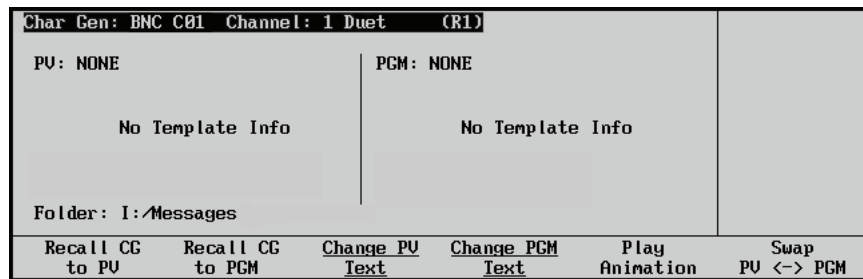 Char Gen: BNC C01 Channel: 1 Duet (R1)
PV: NONE
PGM: NONE
No Template Info
No Template Info
Folder: I:/Messages
Recall CG to PV
Recall CG to PGM
Change PV Text
Change PGM Text
Play Animation
Swap PV <-> PGM